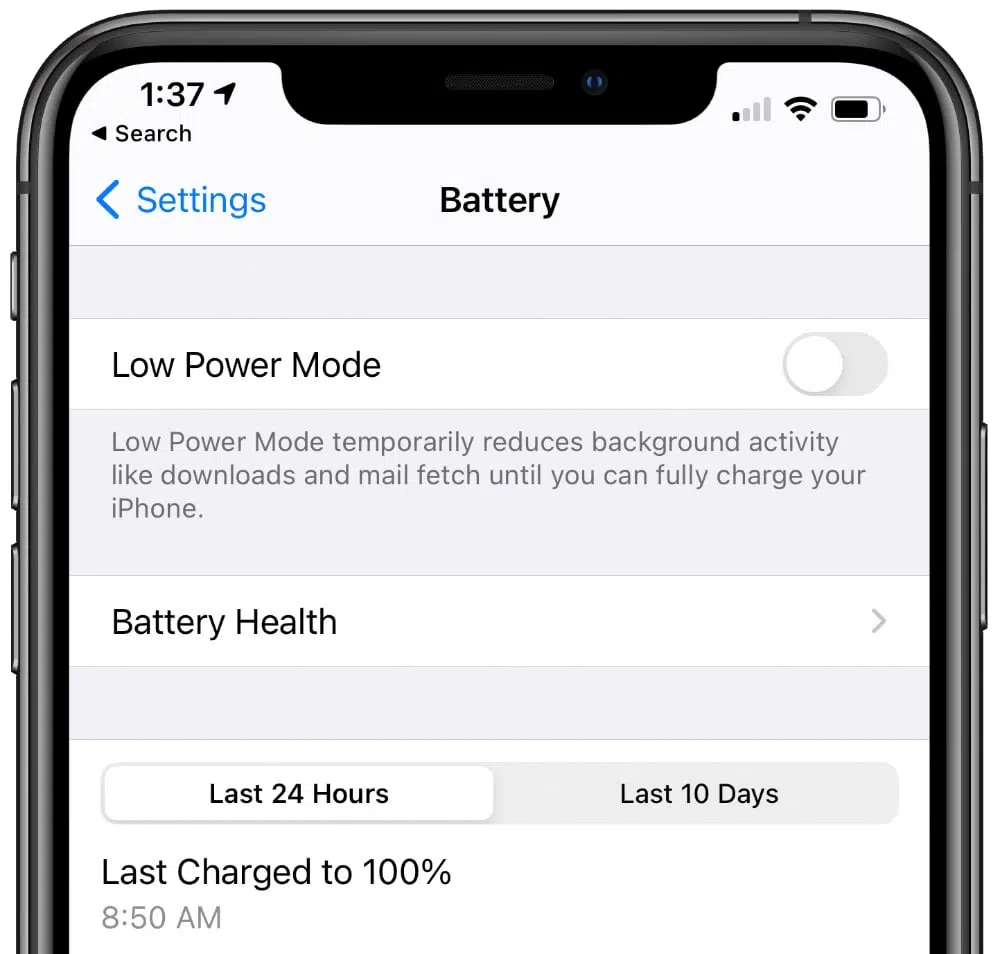 1:37
Search
Settings
Battery
Low Power Mode
Low Power Mode temporarily reduces background activity
like downloads and mail fetch until you can fully charge your
iPhone.
Battery Health
Last 24 Hours
Last 10 Days
Last Charged to 100%
8:50 AM